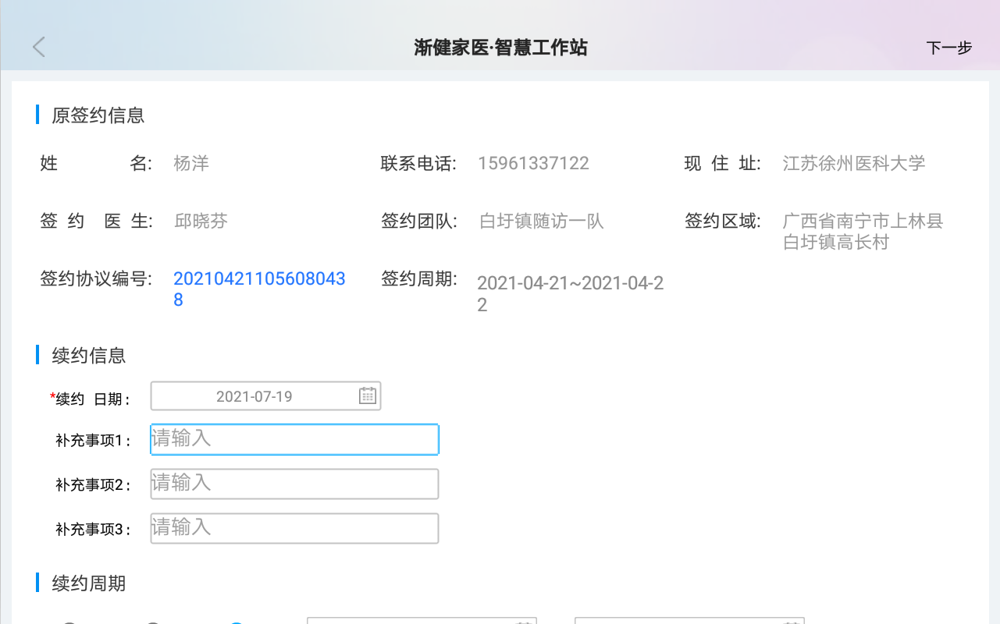 渐健家医·智慧工作站
下一步
原签约信息
姓 名: 杨洋 联系电话: 15961337122 现 住 址: 江苏徐州医科大学
签 约 医 生: 邱晓芬 签约团队: 白圩镇随访一队 签约区域: 广西省南宁市上林县
白圩镇高长村
签约协议编号: 20210421105608043 签约周期: 2021-04-21~2021-04-2
8 2
续约信息
*续约 日期: 2021-07-19
补充事项1: 请输入
补充事项2: 请输入
补充事项3: 请输入
续约周期